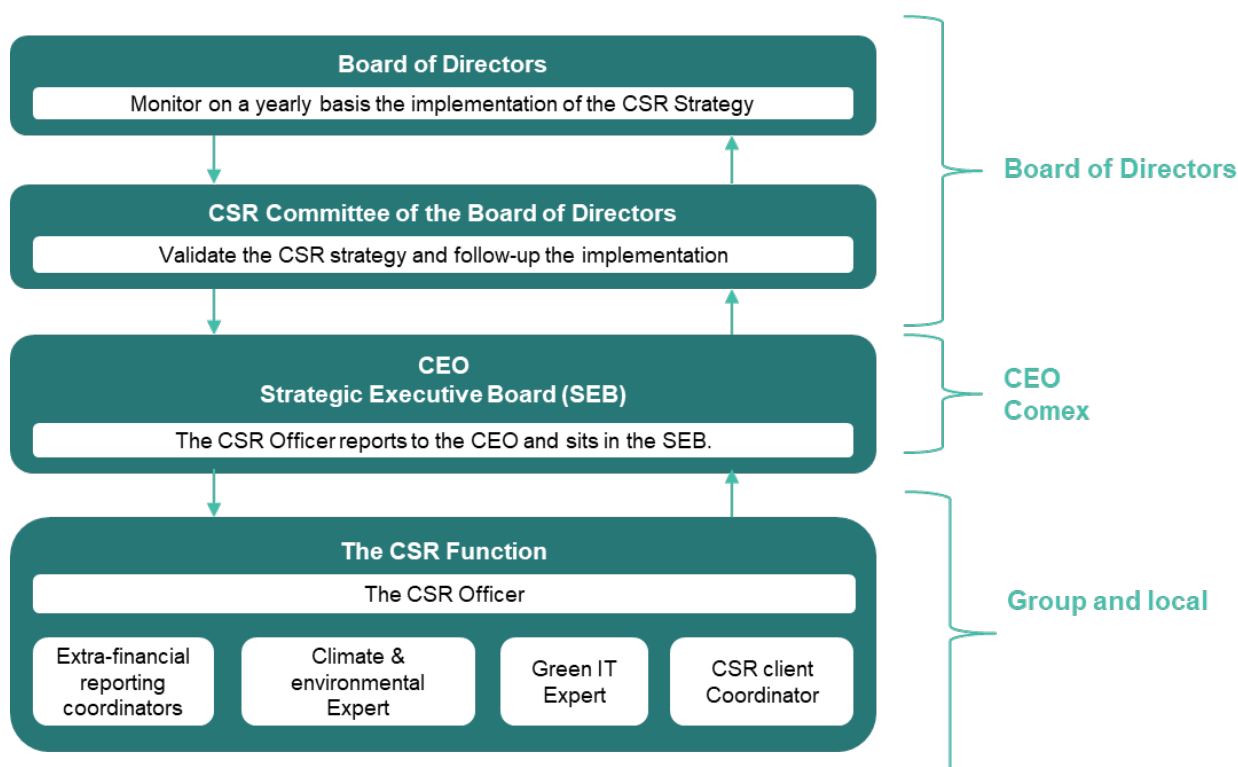 Board of Directors
Monitor on a yearly basis the implementation of the CSR Strategy
CSR Committee of the Board of Directors
Validate the CSR strategy and follow-up the implementation
Board of Directors
CEO
Strategic Executive Board (SEB)
The CSR Officer reports to the CEO and sits in the SEB.
CEO
Comex
The CSR Function
The CSR Officer
Extra-financial
reporting
coordinators
Climate &
environmental
Expert
Green IT
Expert
CSR client
Coordinator
Group and local